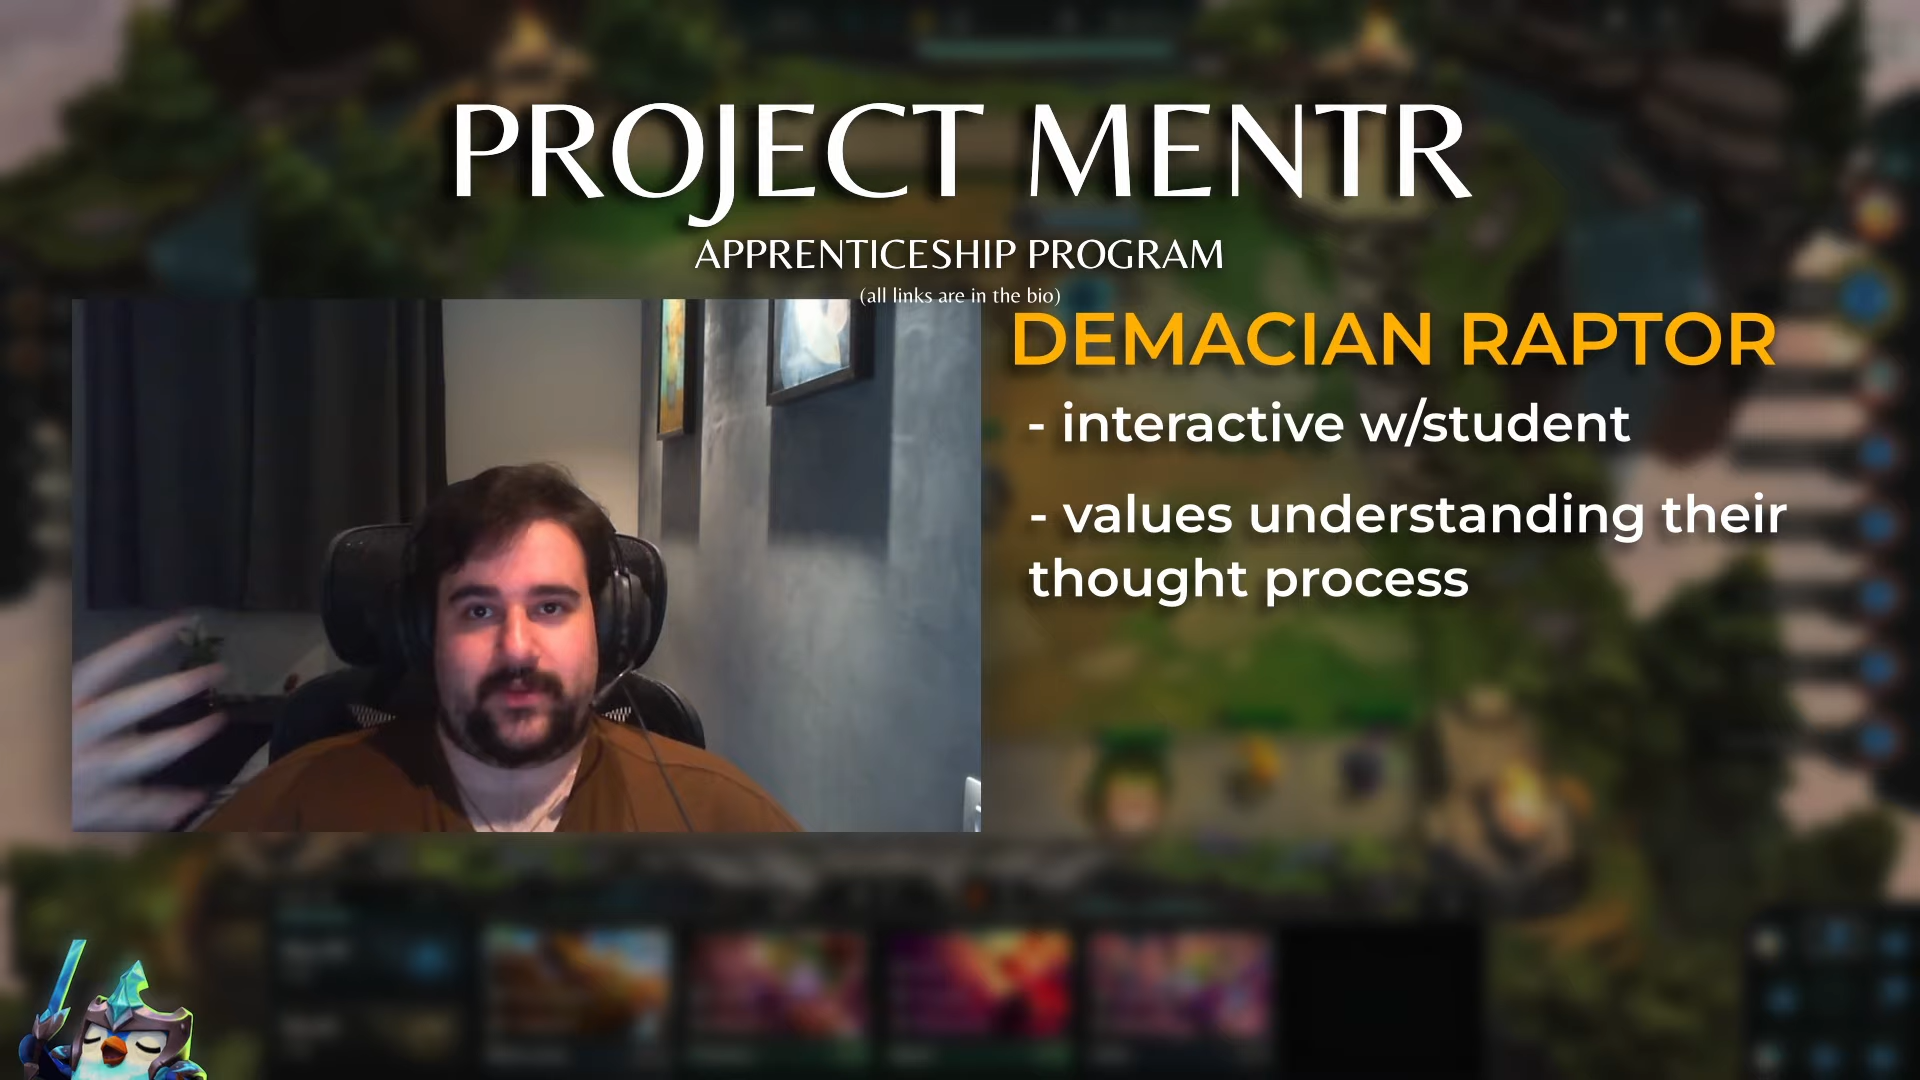 PROJECT MENTR
APPRENTICESHIP PROGRAM
(all links are in the bio)
DEMACIAN RAPTOR
- interactive w/student
- values understanding their
thought process